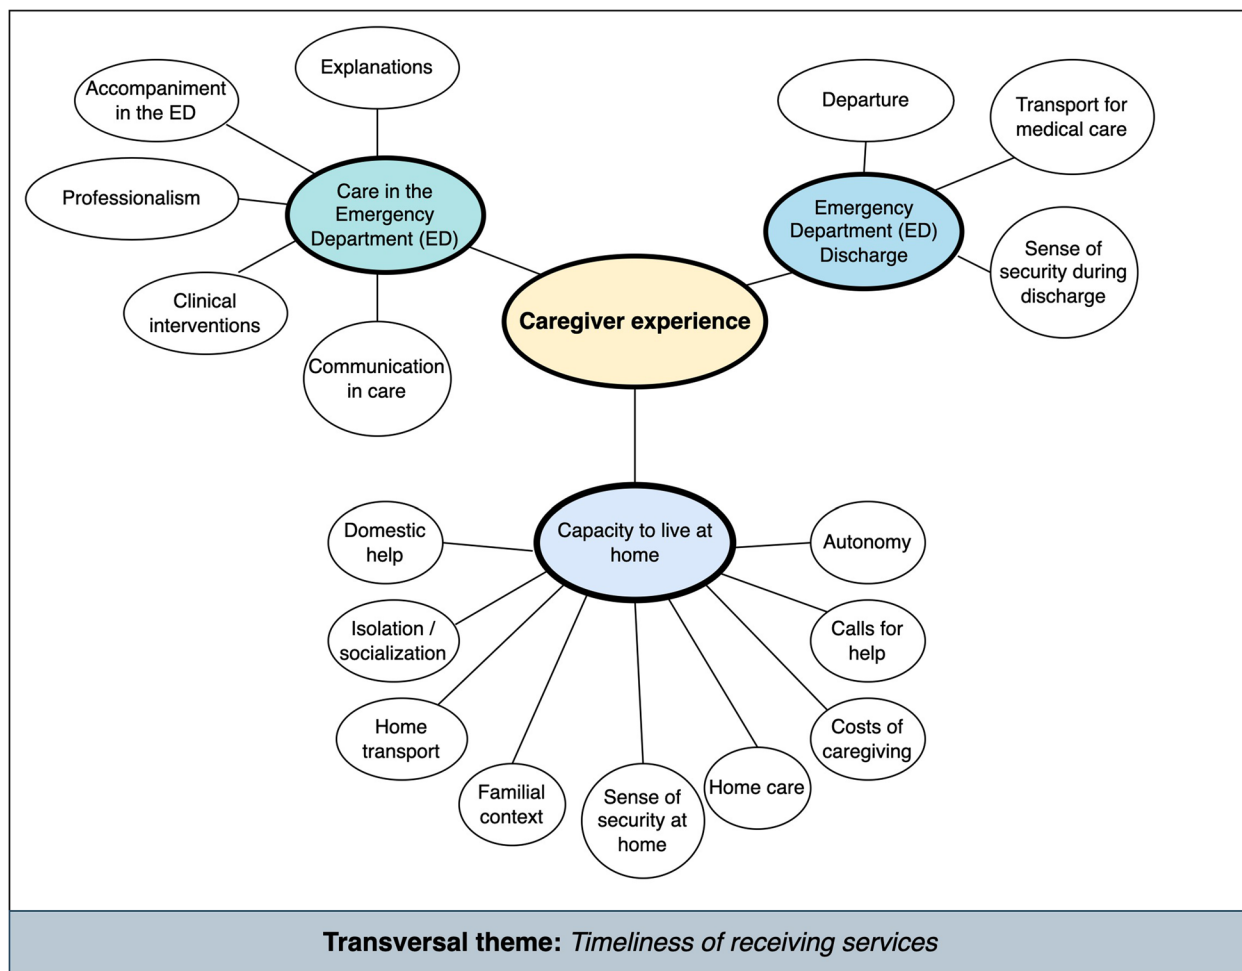 Explanations
Accompaniment
in the ED
Professionalism
Clinical
interventions
Communication
in care
Care in the
Emergency
Department (ED)
Departure
Transport for
medical care
Sense of
security during
discharge
Emergency
Department (ED)
Discharge
Caregiver experience
Capacity to live at
home
Domestic
help
Isolation /
socialization
Home
transport
Familial
context
Sense of
security at
home
Home care
Costs of
caregiving
Calls for
help
Autonomy
Transversal theme: Timeliness of receiving services